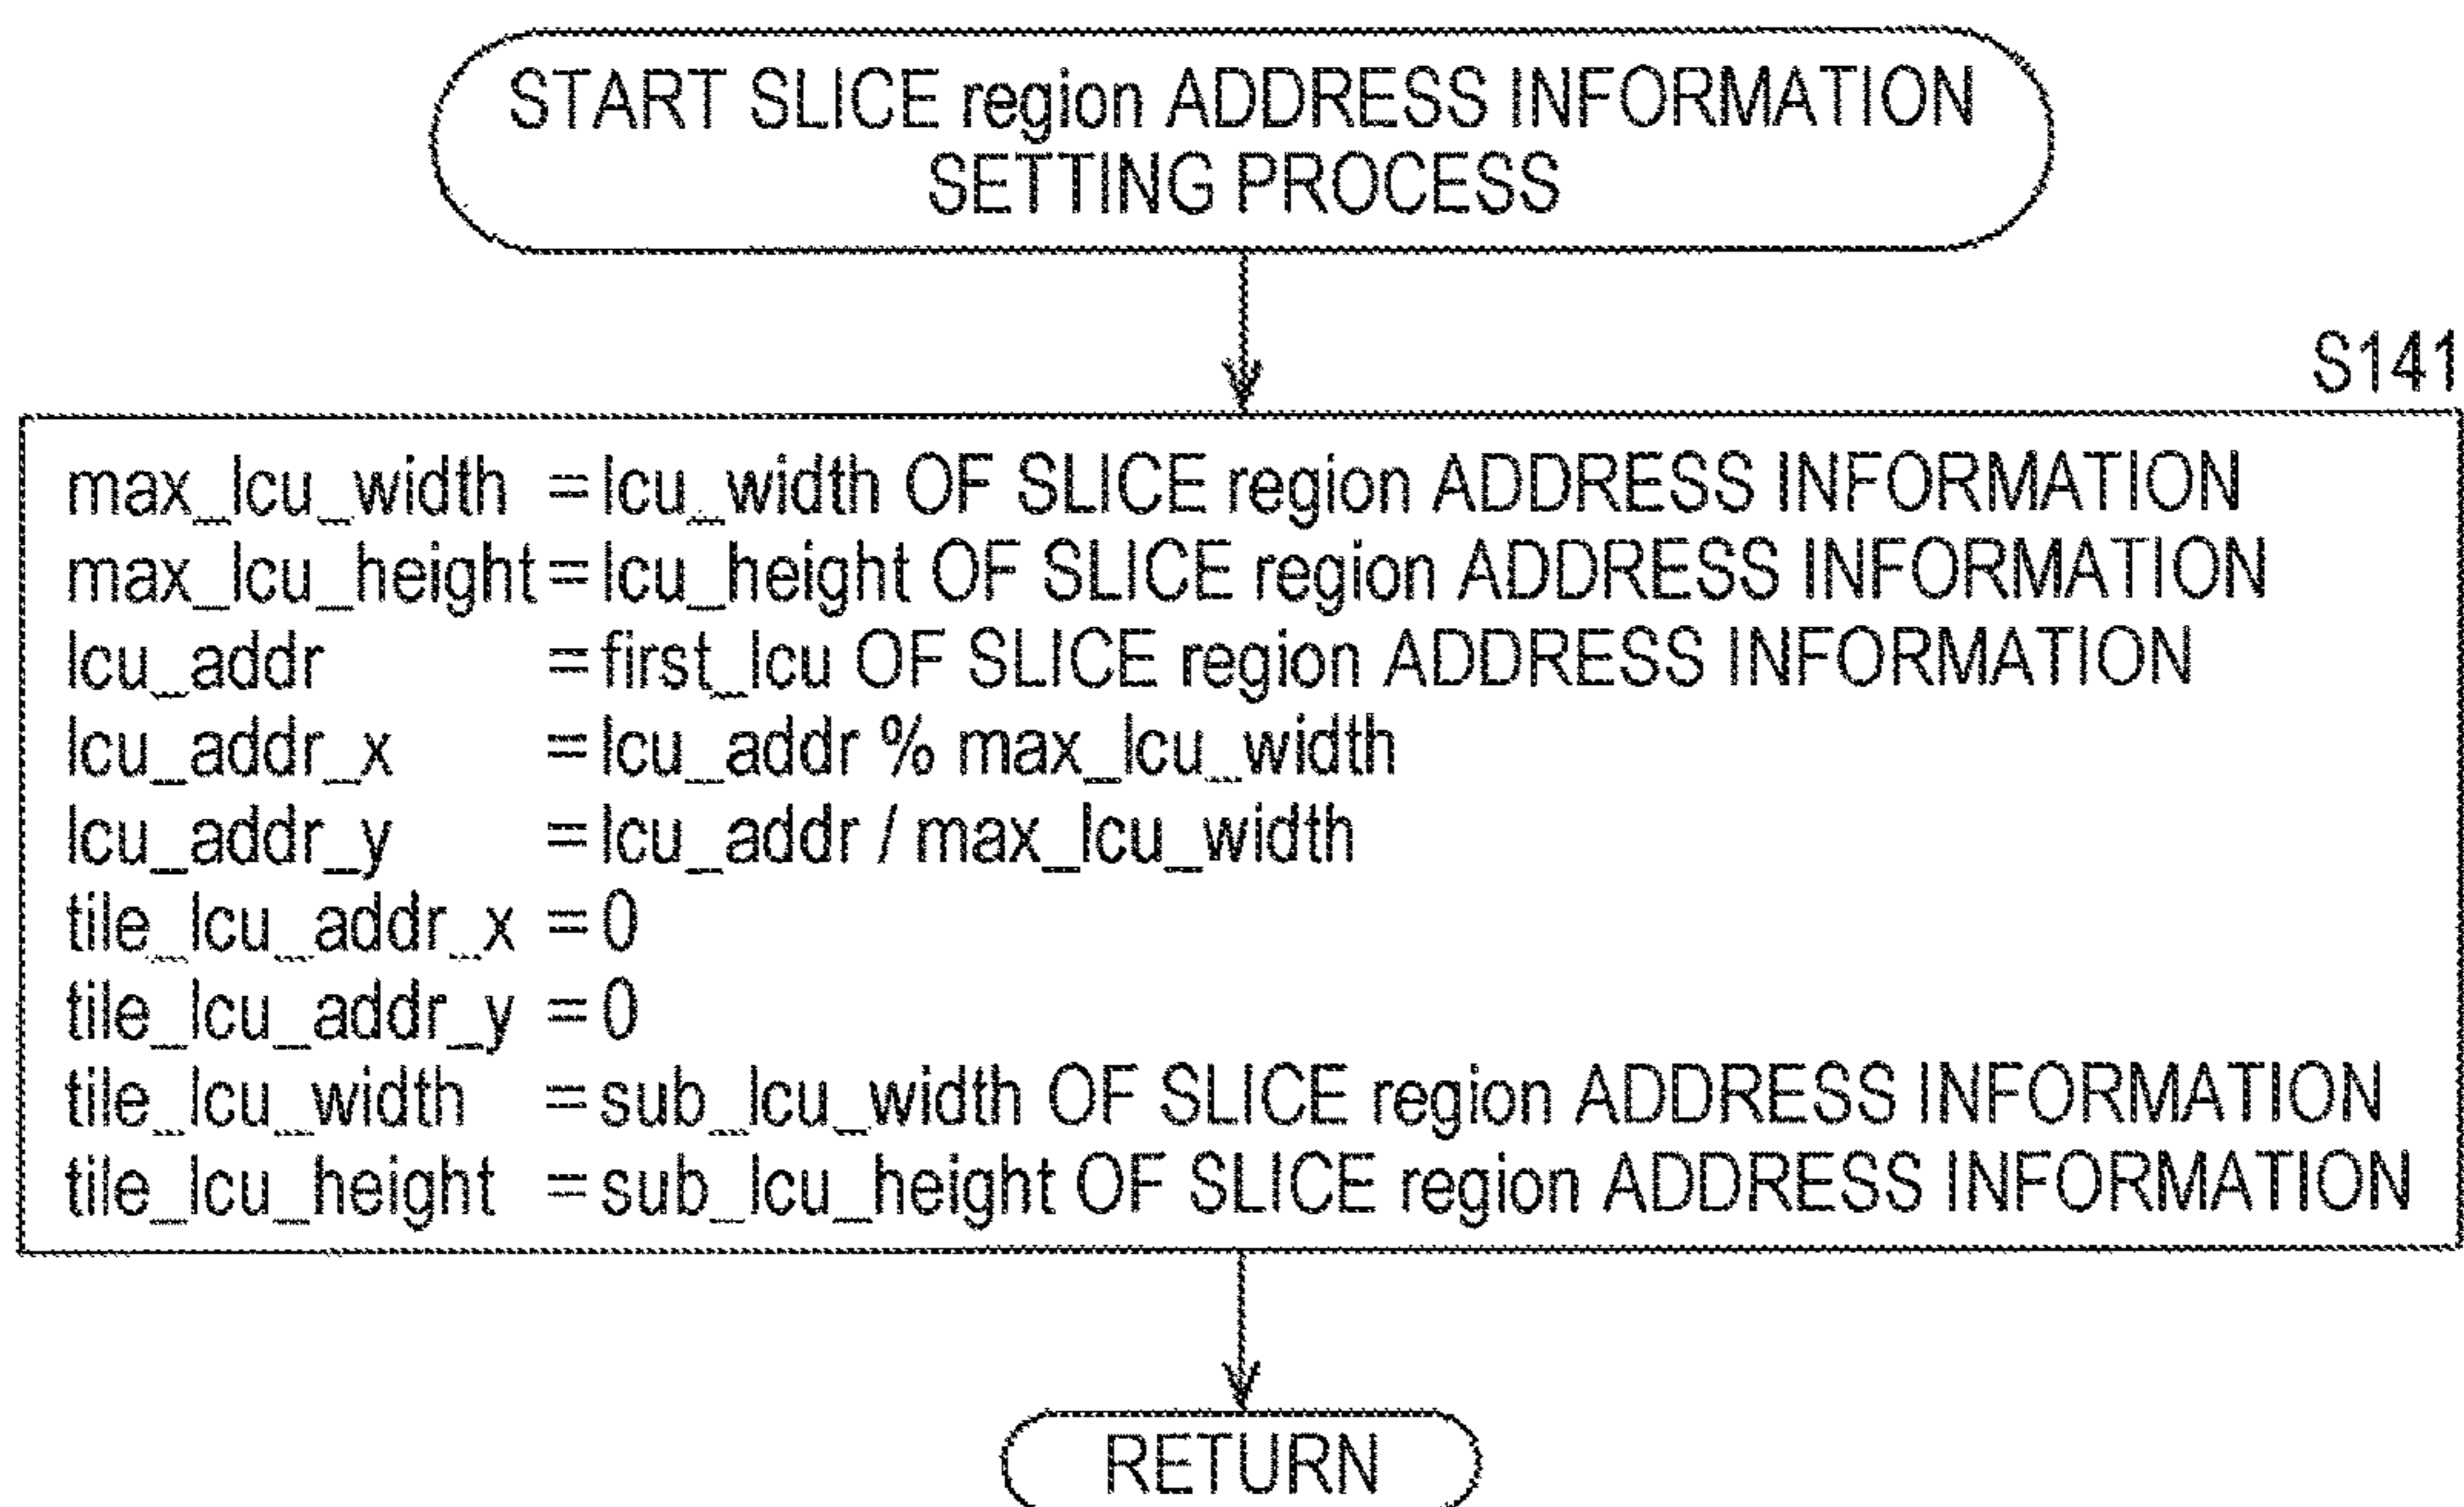 START SLICE region ADDRESS INFORMATION
SETTING PROCESS
S141
max_lcu_width = lcu_width OF SLICE region ADDRESS INFORMATION
max_lcu_height = lcu_height OF SLICE region ADDRESS INFORMATION
lcu_addr = first_lcu OF SLICE region ADDRESS INFORMATION
lcu_addr_x = lcu_addr % max_lcu_width
lcu_addr_y = lcu_addr / max_lcu_width
tile_lcu_addr_x = 0
tile_lcu_addr_y = 0
tile_lcu_width = sub_lcu_width OF SLICE region ADDRESS INFORMATION
tile_lcu_height = sub_lcu_height OF SLICE region ADDRESS INFORMATION
RETURN